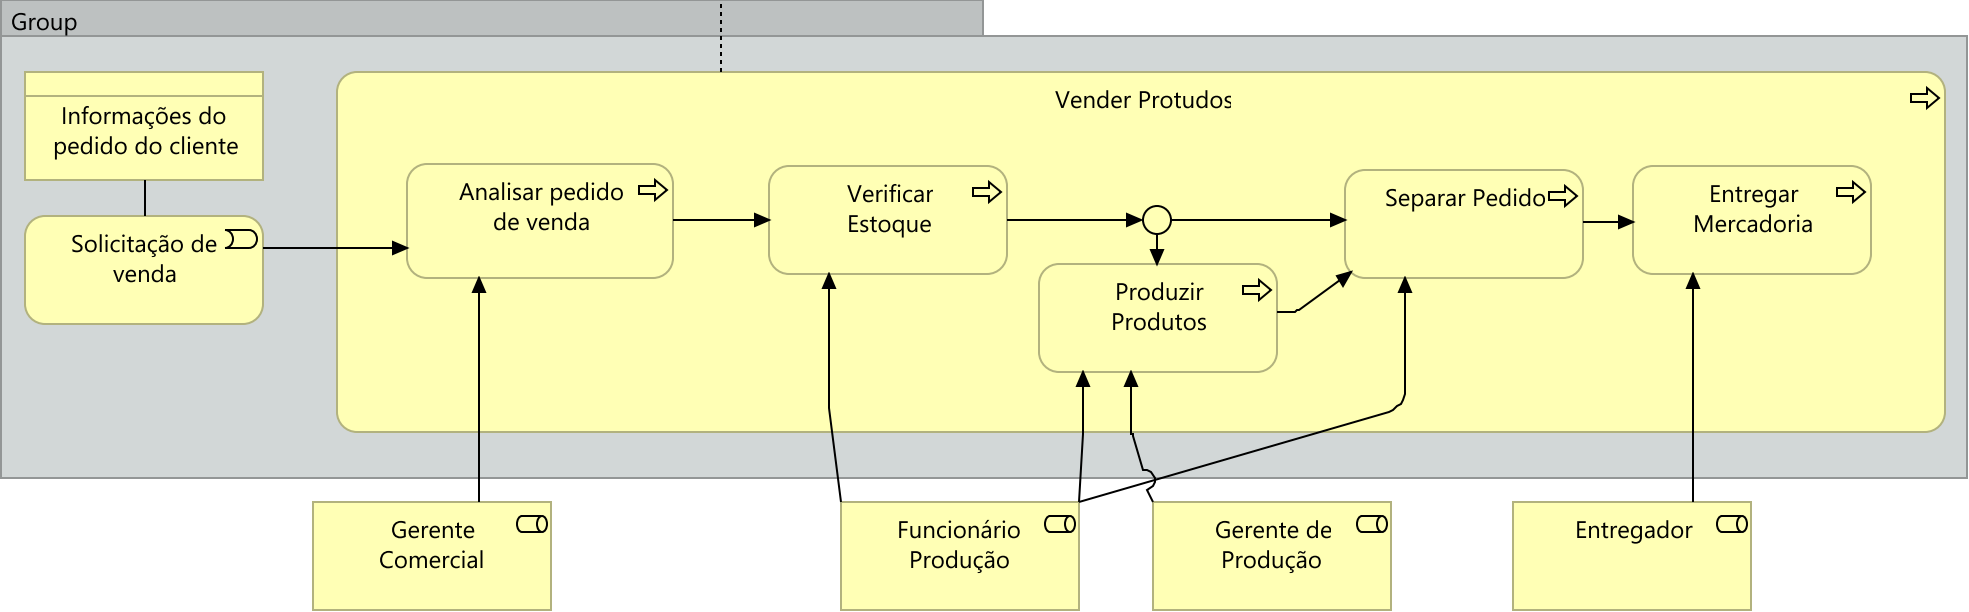 Group
Vender Protudos
Informações do
pedido do cliente
Solicitação de
venda
Analisar pedido
de venda
Verificar
Estoque
Produzir
Produtos
Separar Pedido
Entregar
Mercadoria
Gerente
Comercial
Funcionário
Produção
Gerente de
Produção
Entregador